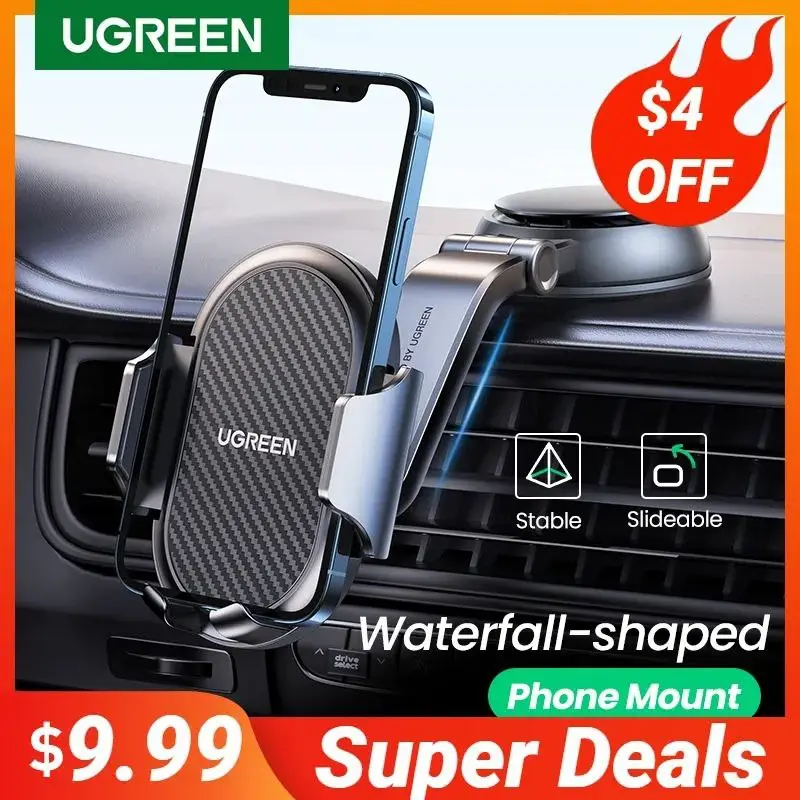 UGREEN
$4
OFF
BY UGREEN
UGREEN
Stable
Slideable
Waterfall-shaped
drive
select
Phone Mount
$9.99
Super Deals